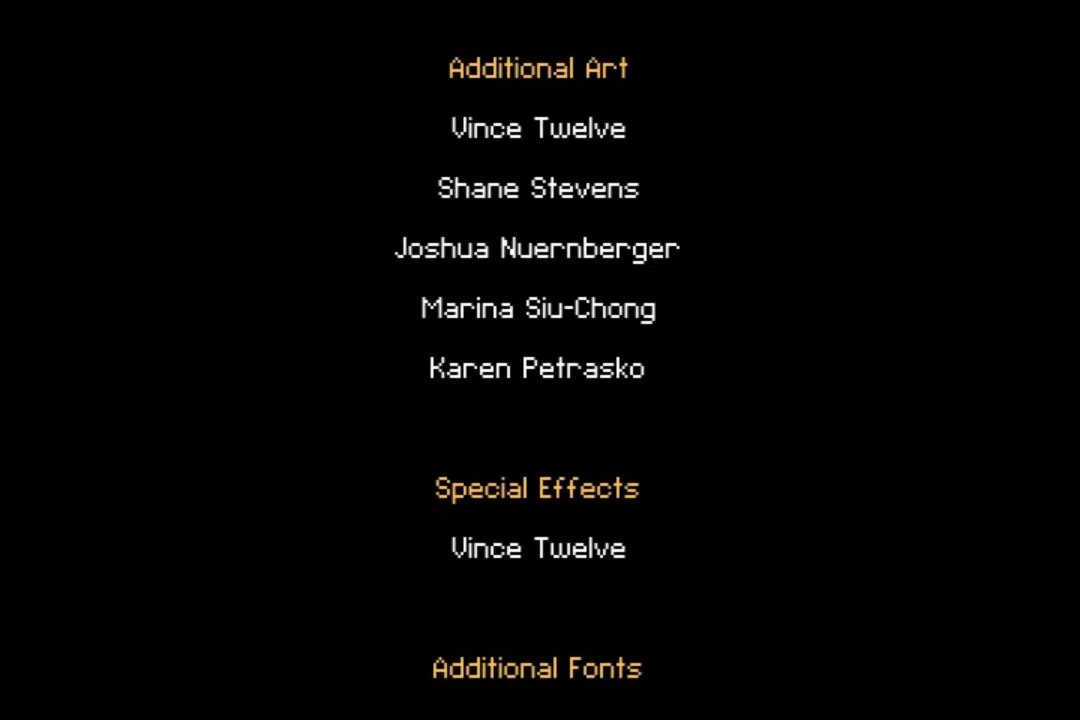 Additional Art
Vince Twelve
Shane Stevens
Joshua Nuernberger
Marina Siu-Chong
Karen Petrasko
Special Effects
Vince Twelve
Additional Fonts